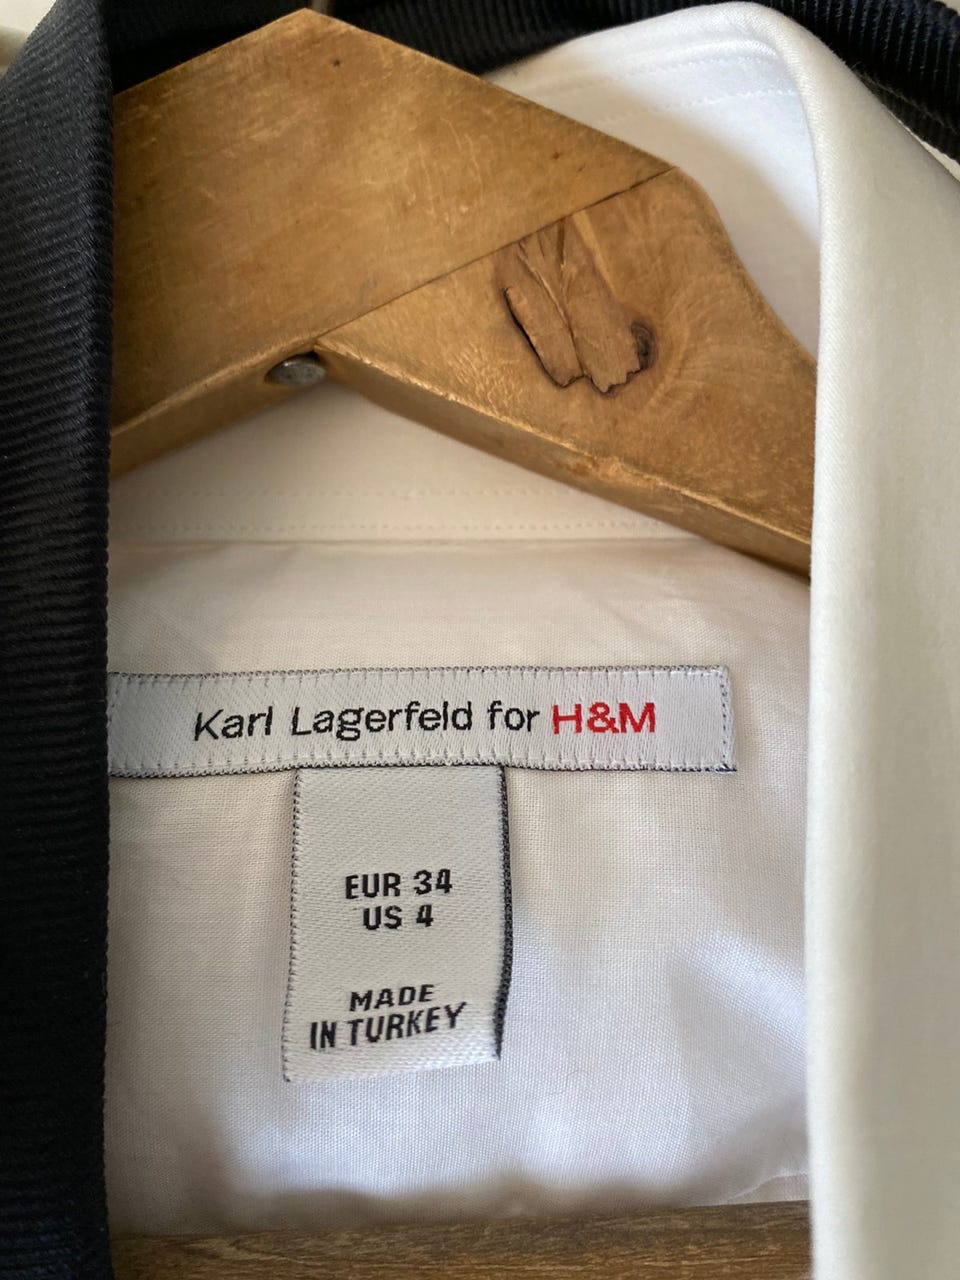 Karl Lagerfeld for H&M
EUR 34
US 4
MADE
IN TURKEY